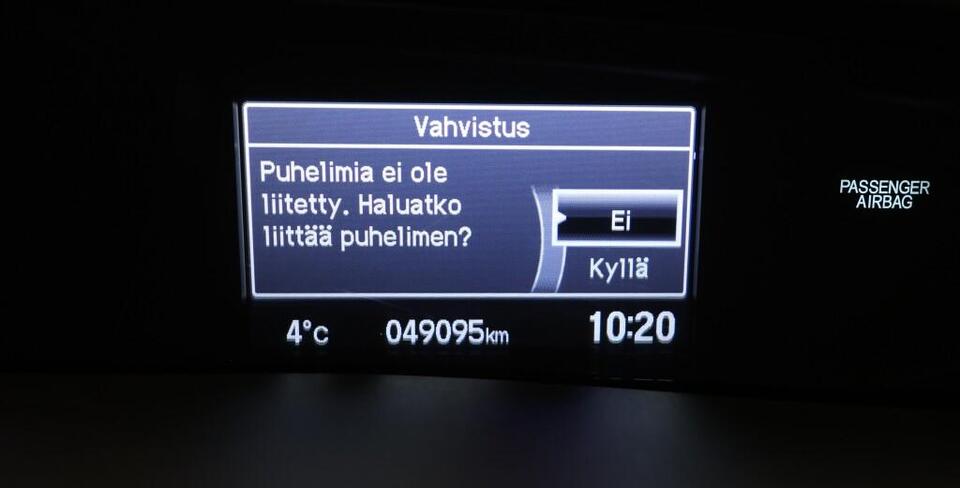 Vahvistus
Puhelimia ei ole
liitetty. Haluatko
liittää puhelimen?
Ei
Kyllä
4°C 049095km 10:20
PASSENGER
AIRBAG